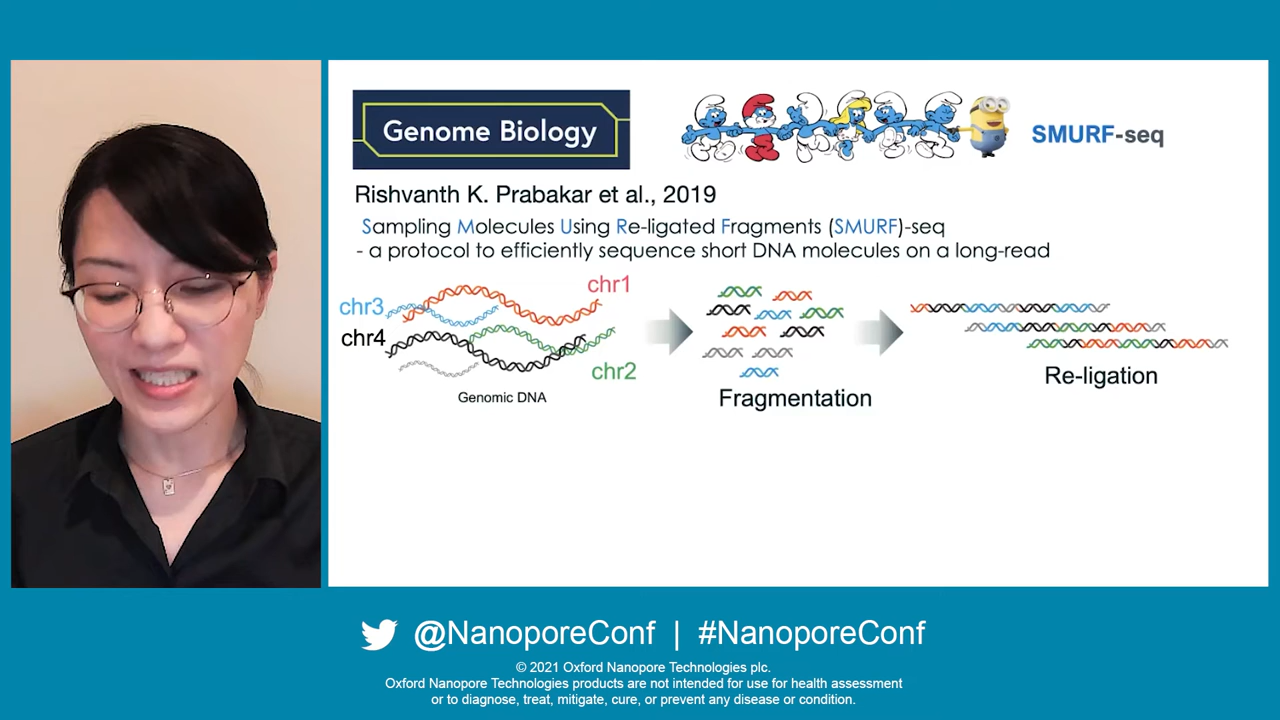 Genome Biology
SMURF-seq
Rishvanth K. Prabakar et al., 2019
Sampling Molecules Using Re-ligated Fragments (SMURF)-seq
- a protocol to efficiently sequence short DNA molecules on a long-read
chr3
chr1
chr4
chr2
Genomic DNA
Fragmentation
Re-ligation
@NanoporeConf | #NanoporeConf
© 2021 Oxford Nanopore Technologies plc.
Oxford Nanopore Technologies products are not intended for use for health assessment
or to diagnose, treat, mitigate, cure, or prevent any disease or condition.